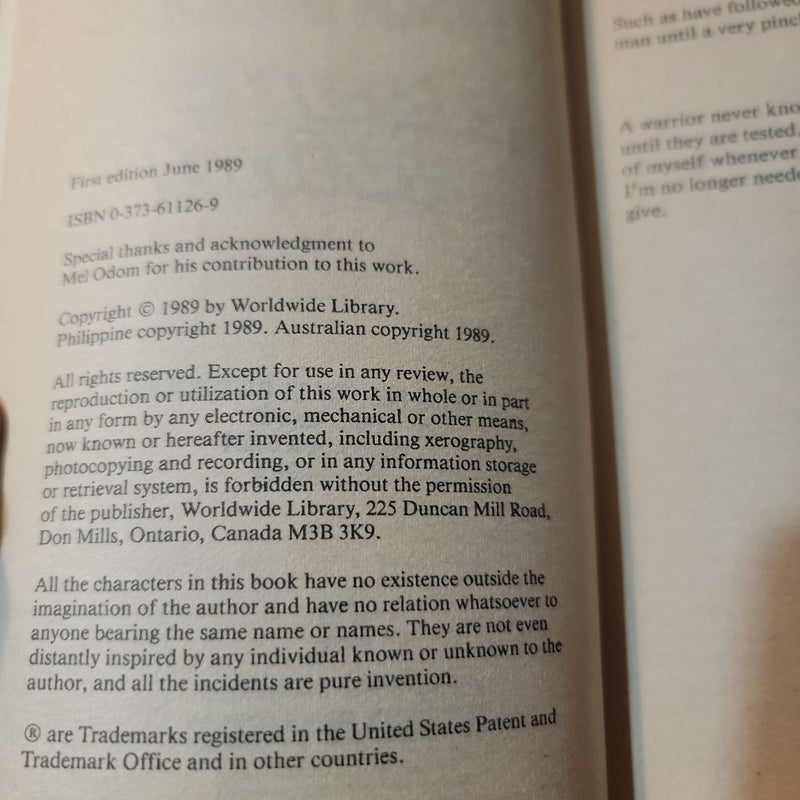 First edition June 1989
ISBN 0-373-61126-9
Special thanks and acknowledgment to
Mel Odom for his contribution to this work.
Copyright © 1989 by Worldwide Library.
Philippine copyright 1989. Australian copyright 1989.
All rights reserved. Except for use in any review, the
reproduction or utilization of this work in whole or in part
in any form by any electronic, mechanical or other means,
now known or hereafter invented, including xerography,
photocopying and recording, or in any information storage
or retrieval system, is forbidden without the permission
of the publisher, Worldwide Library, 225 Duncan Mill Road,
Don Mills, Ontario, Canada M3B 3K9.
All the characters in this book have no existence outside the
imagination of the author and have no relation whatsoever to
anyone bearing the same name or names. They are not even
distantly inspired by any individual known or unknown to the
author, and all the incidents are pure invention.
® are Trademarks registered in the United States Patent and
Trademark Office and in other countries.
Such as have followed
man until a very
A warrior never
until they are tested.
of myself whenever
I'm no longer
give.